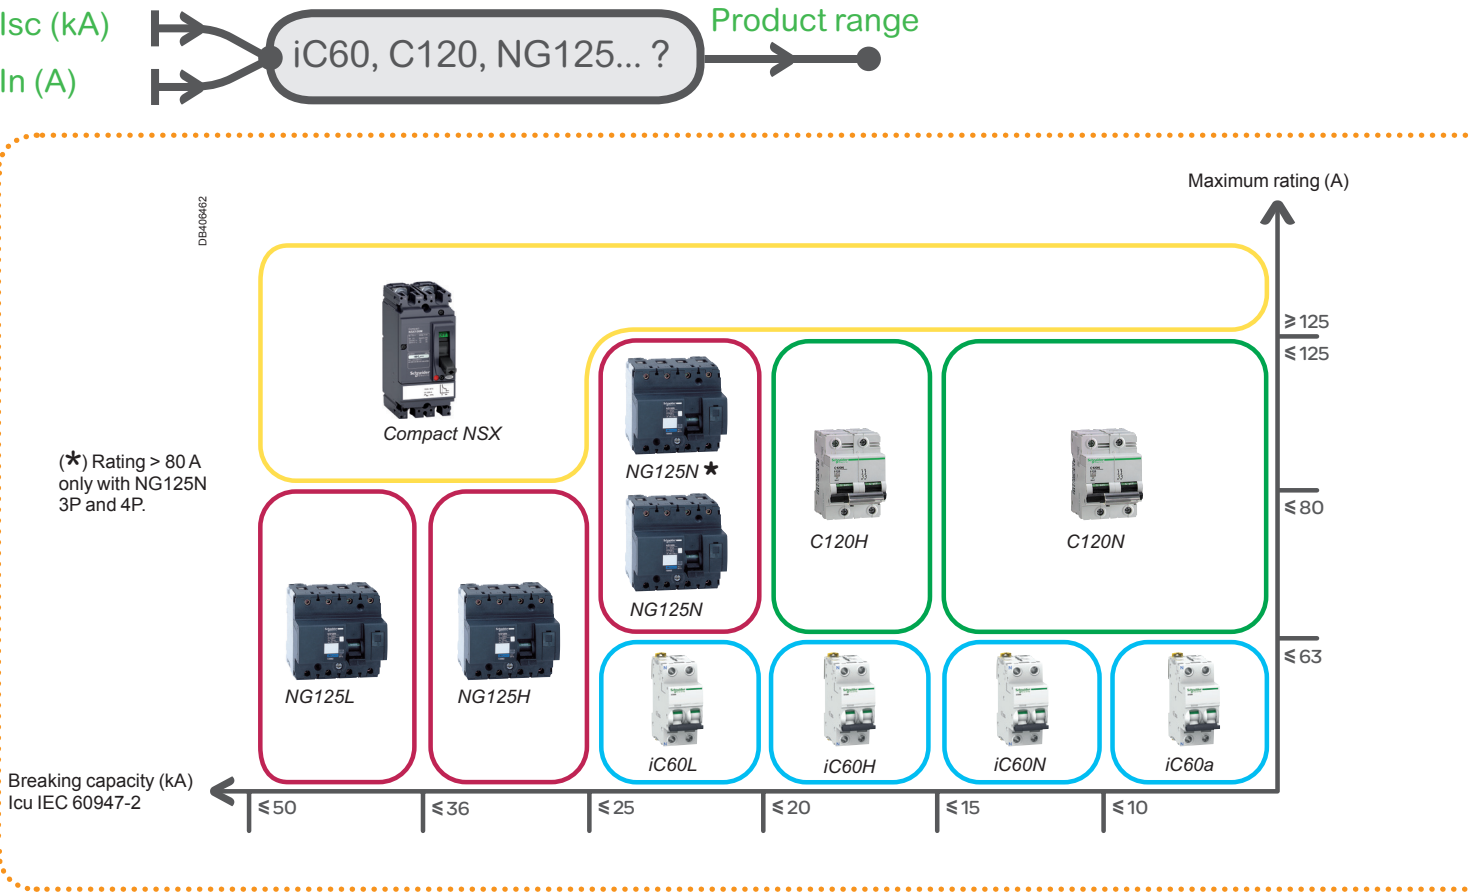 Isc (kA)
Product range
iC60, C120, NG125... ?
In (A)
Maximum rating (A)
DB406462
⩾ 125
⩽ 125
Compact NSX
(★) Rating > 80 A
only with NG125N
3P and 4P.
NG125N ★
⩽ 80
C120H
C120N
NG125N
⩽ 63
NG125L
NG125H
iC60L
iC60H
iC60N
iC60a
Breaking capacity (kA)
Icu IEC 60947-2
⩽ 50
⩽ 36
⩽ 25
⩽ 20
⩽ 15
⩽ 10